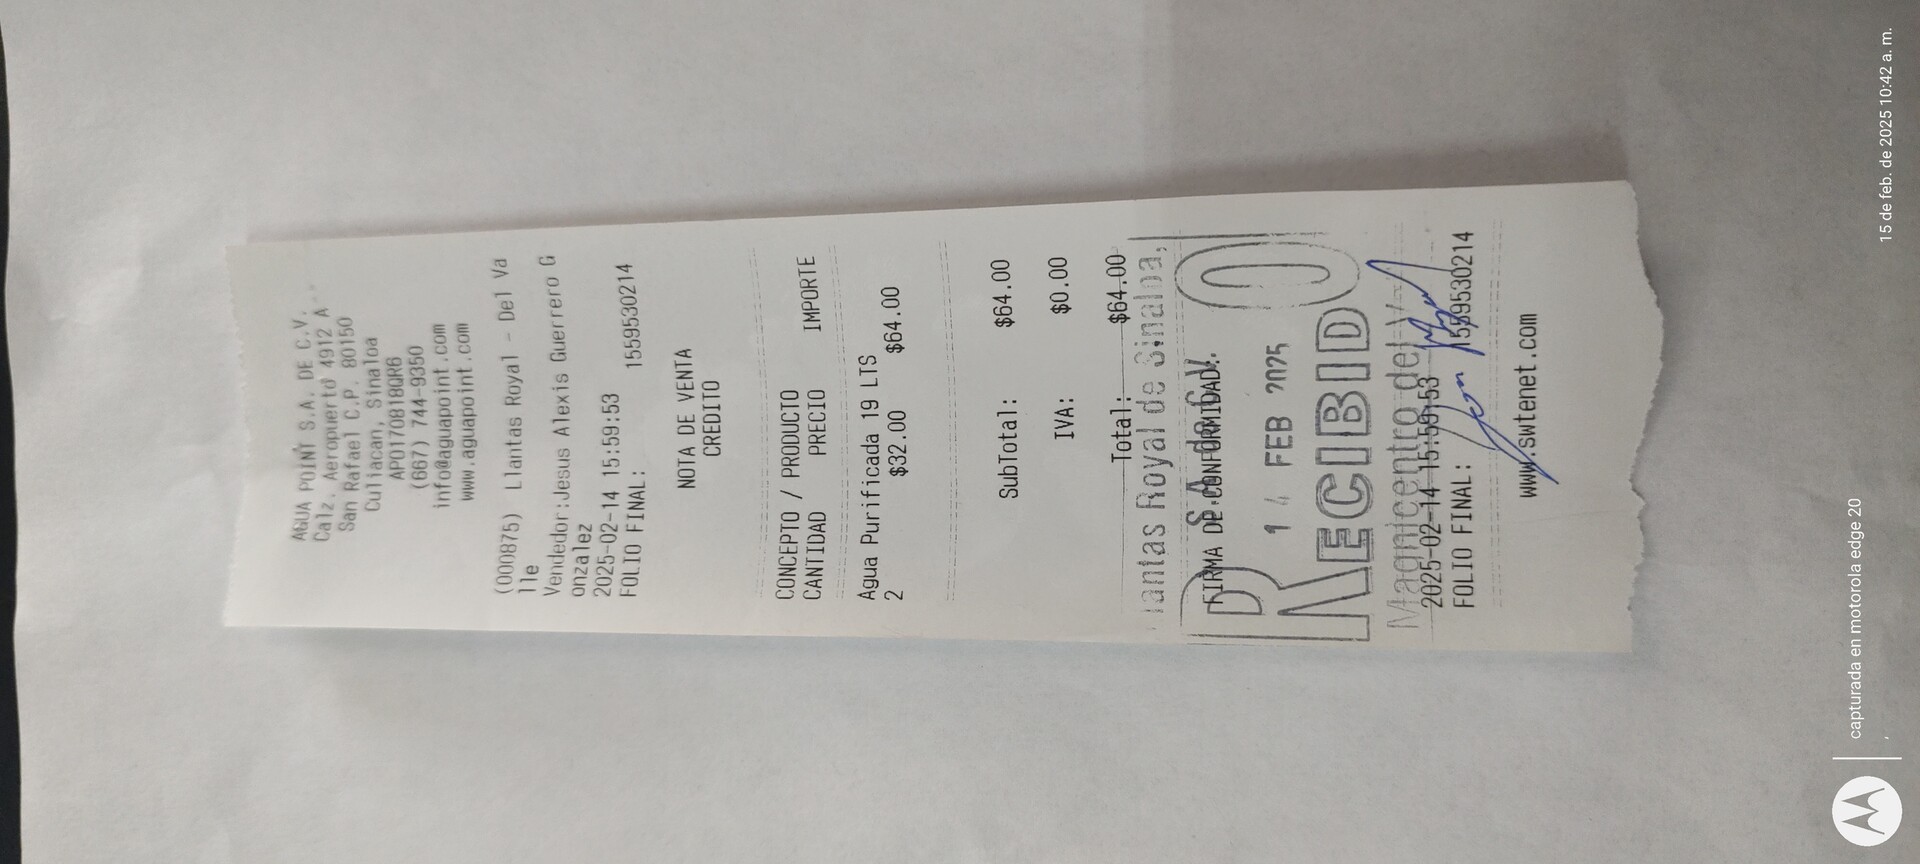 AGUA POINT S.A. DE C.V.
Calz. Aeropuerto 4912 A
San Rafael C.P. 80150
Culiacan, Sinaloa
APO170818QR6
(667) 744-9350
info@aguapoint.com
www.aguapoint.com
(000875) Llantas Royal - Del Va
lle
Vendedor:Jesus Alexis Guerrero G
onzalez
2025-02-14 15:59:53
FOLIO FINAL: 1559530214
NOTA DE VENTA
CREDITO
CONCEPTO / PRODUCTO
CANTIDAD PRECIO IMPORTE
Agua Purificada 19 LTS
2 $32.00 $64.00
SubTotal: $64.00
IVA: $0.00
Total: $64.00
lantas Royal de Sinaloa,
S.A. de C.V.
FIRMA DE CONFORMIDAD:
14 FEB 2025
RECIBIDO
Magnicentro del V
2025-02-14 15:59:53
FOLIO FINAL: 1559530214
www.swtenet.com
capturada en motorola edge 20
15 de feb. de 2025 10:42 a. m.